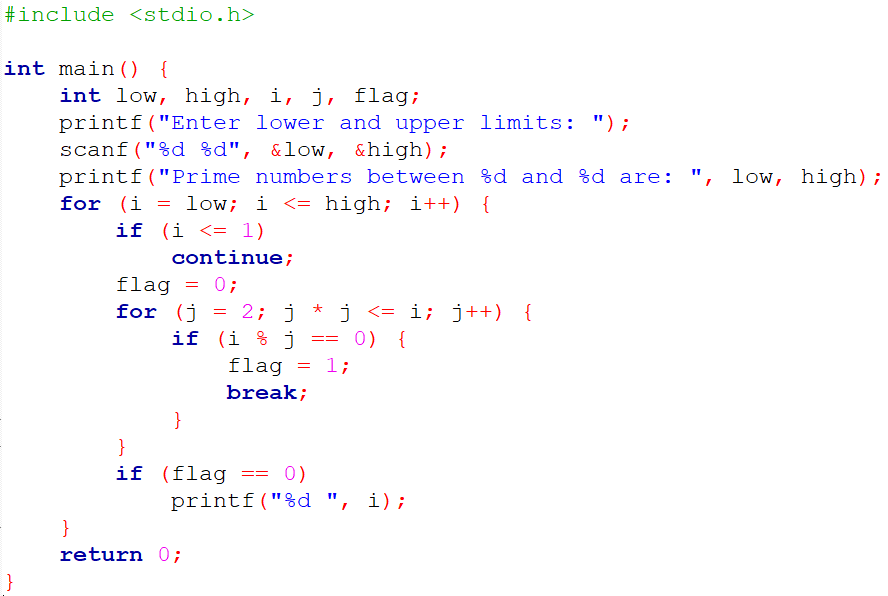 #include <stdio.h>

int main() {
    int low, high, i, j, flag;
    printf("Enter lower and upper limits: ");
    scanf("%d %d", &low, &high);
    printf("Prime numbers between %d and %d are: ", low, high);
    for (i = low; i <= high; i++) {
        if (i <= 1)
            continue;
        flag = 0;
        for (j = 2; j * j <= i; j++) {
            if (i % j == 0) {
                flag = 1;
                break;
            }
        }
        if (flag == 0)
            printf("%d ", i);
    }
    return 0;
}